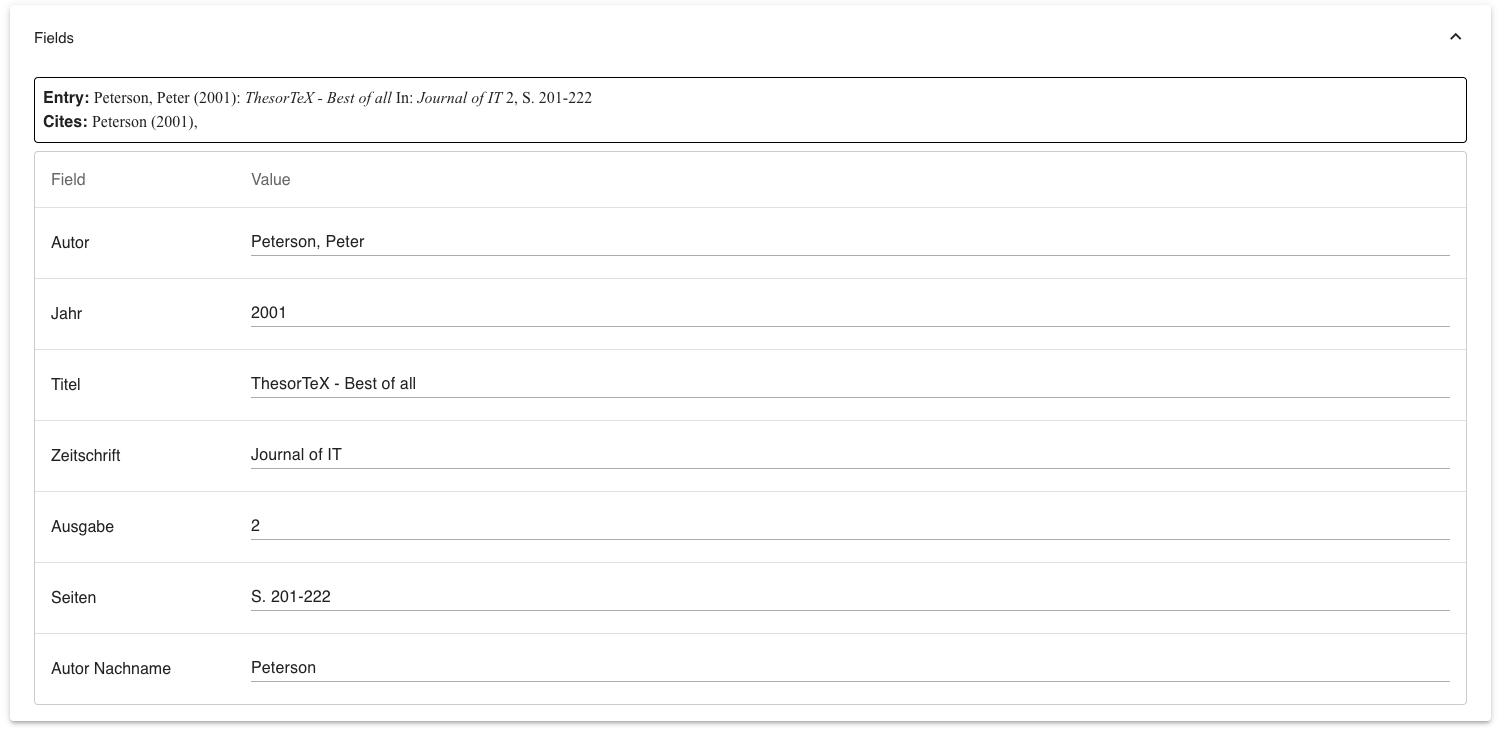 Fields
Entry: Peterson, Peter (2001): ThesorTeX - Best of all In: Journal of IT 2, S. 201-222
Cites: Peterson (2001),
Field Value
Autor Peterson, Peter
Jahr 2001
Titel ThesorTeX - Best of all
Zeitschrift Journal of IT
Ausgabe 2
Seiten S. 201-222
Autor Nachname Peterson